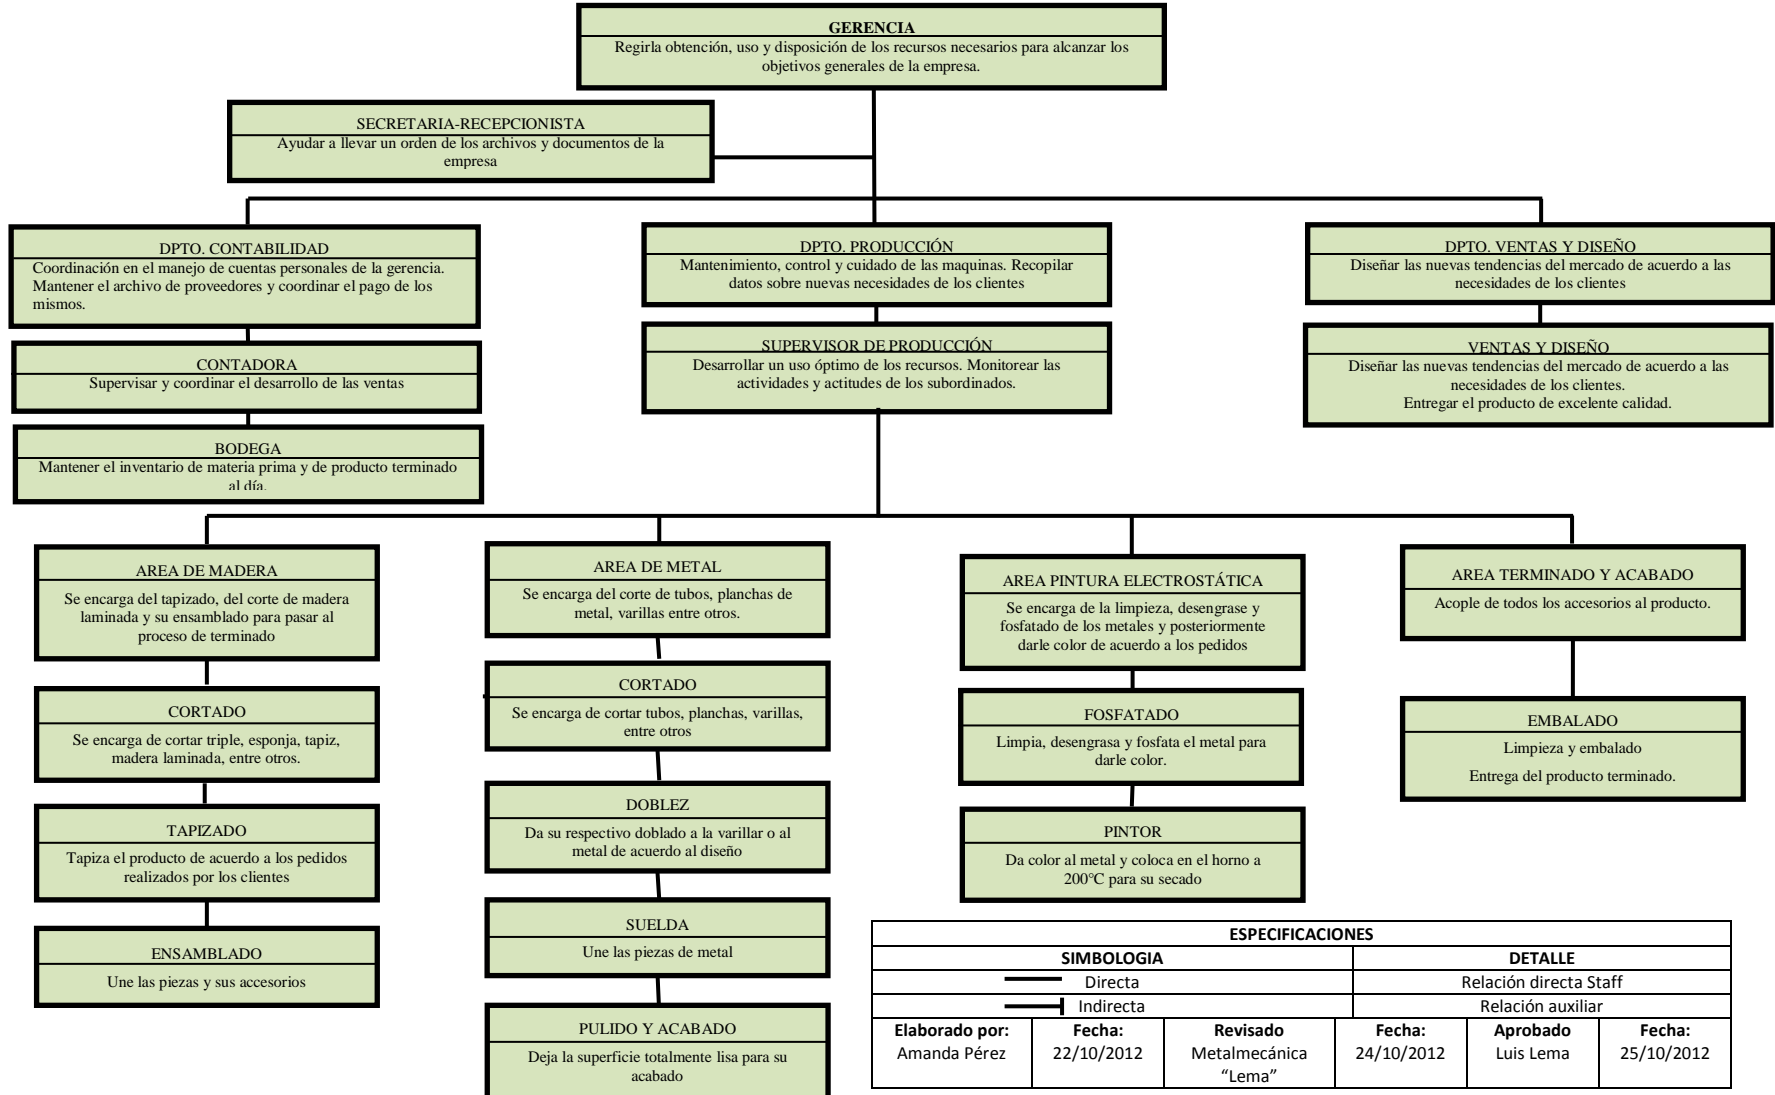 GERENCIA
Regirla obtención, uso y disposición de los recursos necesarios para alcanzar los
objetivos generales de la empresa.
SECRETARIA-RECEPCIONISTA
Ayudar a llevar un orden de los archivos y documentos de la
empresa
DPTO. CONTABILIDAD
Coordinación en el manejo de cuentas personales de la gerencia.
Mantener el archivo de proveedores y coordinar el pago de los
mismos.
DPTO. PRODUCCIÓN
Mantenimiento, control y cuidado de las maquinas. Recopilar
datos sobre nuevas necesidades de los clientes
DPTO. VENTAS Y DISEÑO
Diseñar las nuevas tendencias del mercado de acuerdo a las
necesidades de los clientes
CONTADORA
Supervisar y coordinar el desarrollo de las ventas
SUPERVISOR DE PRODUCCIÓN
Desarrollar un uso óptimo de los recursos. Monitorear las
actividades y actitudes de los subordinados.
VENTAS Y DISEÑO
Diseñar las nuevas tendencias del mercado de acuerdo a las
necesidades de los clientes.
Entregar el producto de excelente calidad.
BODEGA
Mantener el inventario de materia prima y de producto terminado
al día.
AREA DE MADERA
Se encarga del tapizado, del corte de madera
laminada y su ensamblado para pasar al
proceso de terminado
CORTADO
Se encarga de cortar triple, esponja, tapiz,
madera laminada, entre otros.
TAPIZADO
Tapiza el producto de acuerdo a los pedidos
realizados por los clientes
ENSAMBLADO
Une las piezas y sus accesorios
AREA DE METAL
Se encarga del corte de tubos, planchas de
metal, varillas entre otros.
CORTADO
Se encarga de cortar tubos, planchas, varillas,
entre otros
DOBLEZ
Da su respectivo doblado a la varillar o al
metal de acuerdo al diseño
SUELDA
Une las piezas de metal
PULIDO Y ACABADO
Deja la superficie totalmente lisa para su
acabado
AREA PINTURA ELECTROSTÁTICA
Se encarga de la limpieza, desengrase y
fosfatado de los metales y posteriormente
darle color de acuerdo a los pedidos
FOSFATADO
Limpia, desengrasa y fosfata el metal para
darle color.
PINTOR
Da color al metal y coloca en el horno a
200°C para su secado
AREA TERMINADO Y ACABADO
Acople de todos los accesorios al producto.
EMBALADO
Limpieza y embalado
Entrega del producto terminado.
ESPECIFICACIONES
SIMBOLOGIA DETALLE
Directa Relación directa Staff
Indirecta Relación auxiliar
Elaborado por: Fecha: Revisado Fecha: Aprobado Fecha:
Amanda Pérez 22/10/2012 Metalmecánica 24/10/2012 Luis Lema 25/10/2012
“Lema”